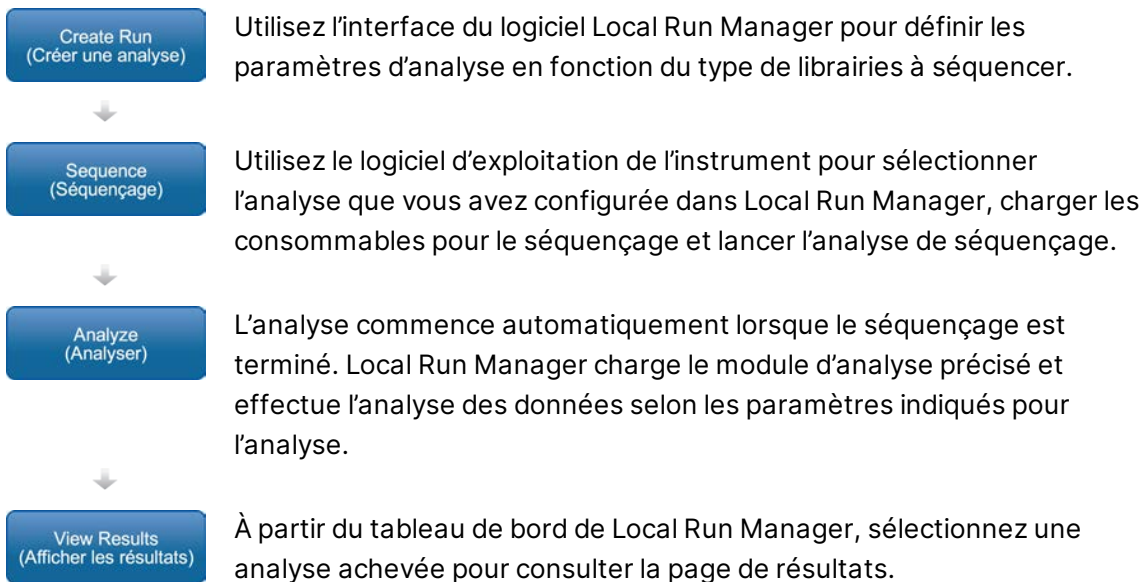 Create Run
(Créer une analyse)
Utilisez l’interface du logiciel Local Run Manager pour définir les
paramètres d’analyse en fonction du type de librairies à séquencer.
Sequence
(Séquençage)
Utilisez le logiciel d’exploitation de l’instrument pour sélectionner
l’analyse que vous avez configurée dans Local Run Manager, charger les
consommables pour le séquençage et lancer l’analyse de séquençage.
Analyze
(Analyser)
L’analyse commence automatiquement lorsque le séquençage est
terminé. Local Run Manager charge le module d’analyse précisé et
effectue l’analyse des données selon les paramètres indiqués pour
l’analyse.
View Results
(Afficher les résultats)
À partir du tableau de bord de Local Run Manager, sélectionnez une
analyse achevée pour consulter la page de résultats.